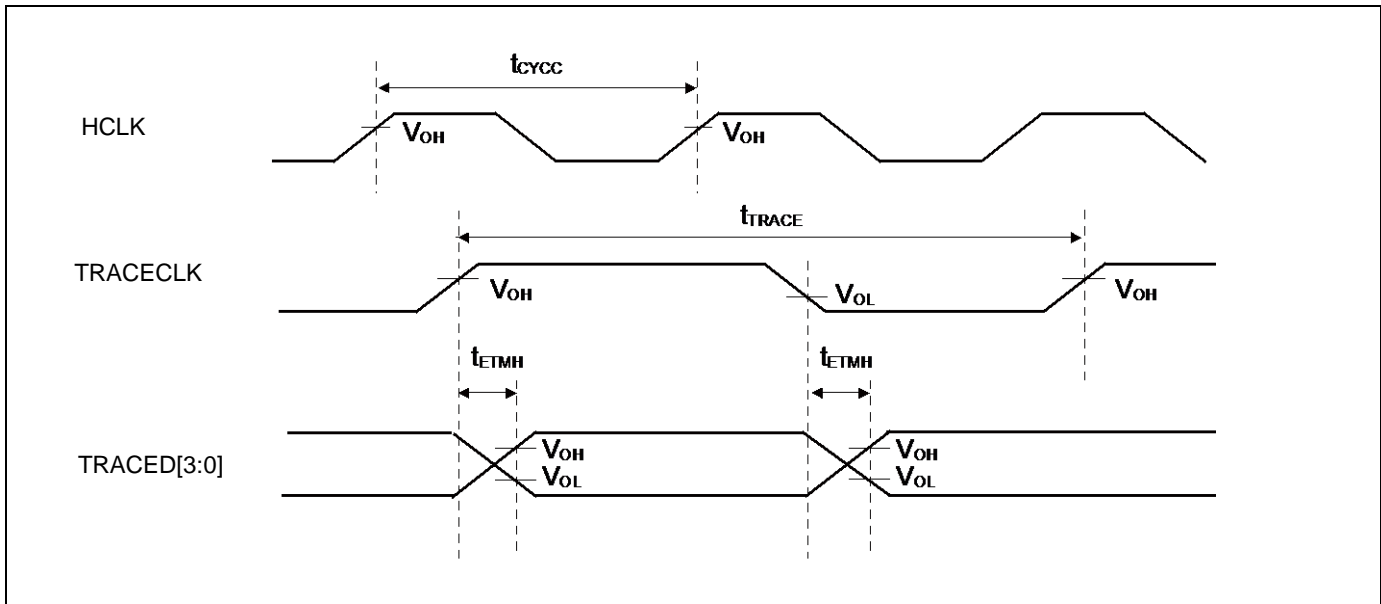 tCYCC
HCLK
VOH VOH
tTRACE
TRACECLK
VOH VOL VOH
tETMH tETMH
TRACED[3:0]
VOH VOH
VOL VOL